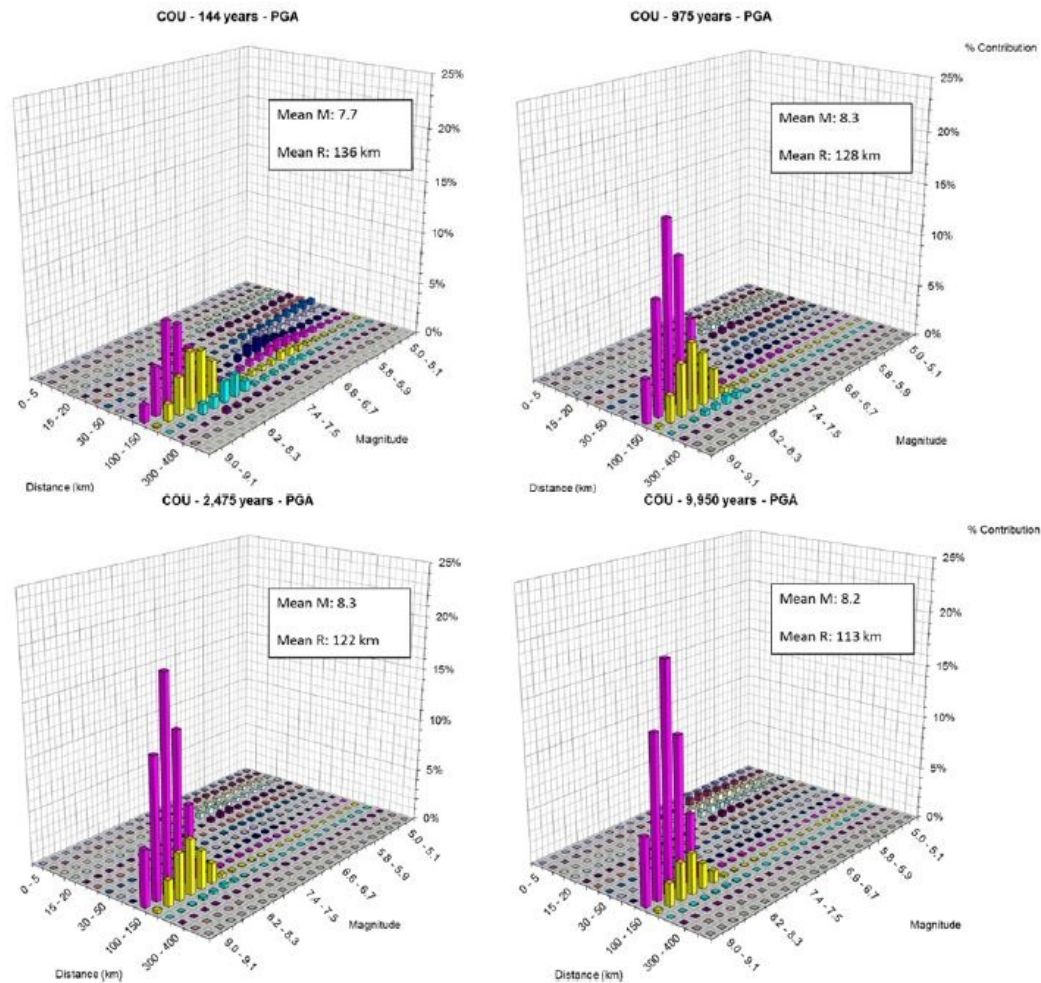 COU - 144 years - PGA
25%
20%
15%
10%
5%
0%
Mean M: 7.7
Mean R: 136 km
0 - 5
15 - 20
30 - 50
100 - 150
300 - 400
Distance (km)
9.0 - 9.1
8.2 - 8.3
7.4 - 7.5
6.6 - 6.7
5.8 - 5.9
5.0 - 5.1
Magnitude
COU - 975 years - PGA
% Contribution
25%
20%
15%
10%
5%
0%
Mean M: 8.3
Mean R: 128 km
0 - 5
15 - 20
30 - 50
100 - 150
300 - 400
Distance (km)
9.0 - 9.1
8.2 - 8.3
7.4 - 7.5
6.6 - 6.7
5.8 - 5.9
5.0 - 5.1
Magnitude
COU - 2,475 years - PGA
25%
20%
15%
10%
5%
0%
Mean M: 8.3
Mean R: 122 km
0 - 5
15 - 20
30 - 50
100 - 150
300 - 400
Distance (km)
9.0 - 9.1
8.2 - 8.3
7.4 - 7.5
6.6 - 6.7
5.8 - 5.9
5.0 - 5.1
Magnitude
COU - 9,950 years - PGA
% Contribution
25%
20%
15%
10%
5%
0%
Mean M: 8.2
Mean R: 113 km
0 - 5
15 - 20
30 - 50
100 - 150
300 - 400
Distance (km)
9.0 - 9.1
8.2 - 8.3
7.4 - 7.5
6.6 - 6.7
5.8 - 5.9
5.0 - 5.1
Magnitude